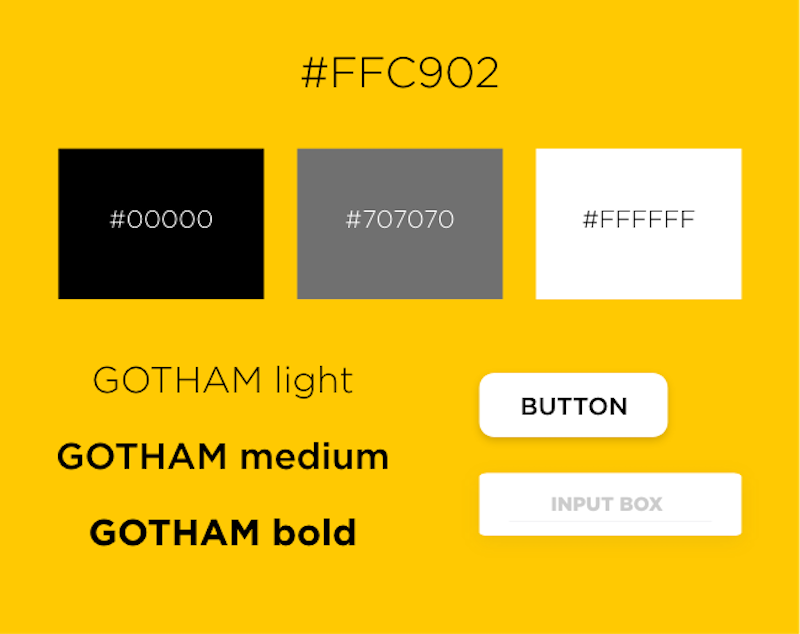 #FFC902
#00000
#707070
#FFFFFF
GOTHAM light
GOTHAM medium
GOTHAM bold
BUTTON
INPUT BOX